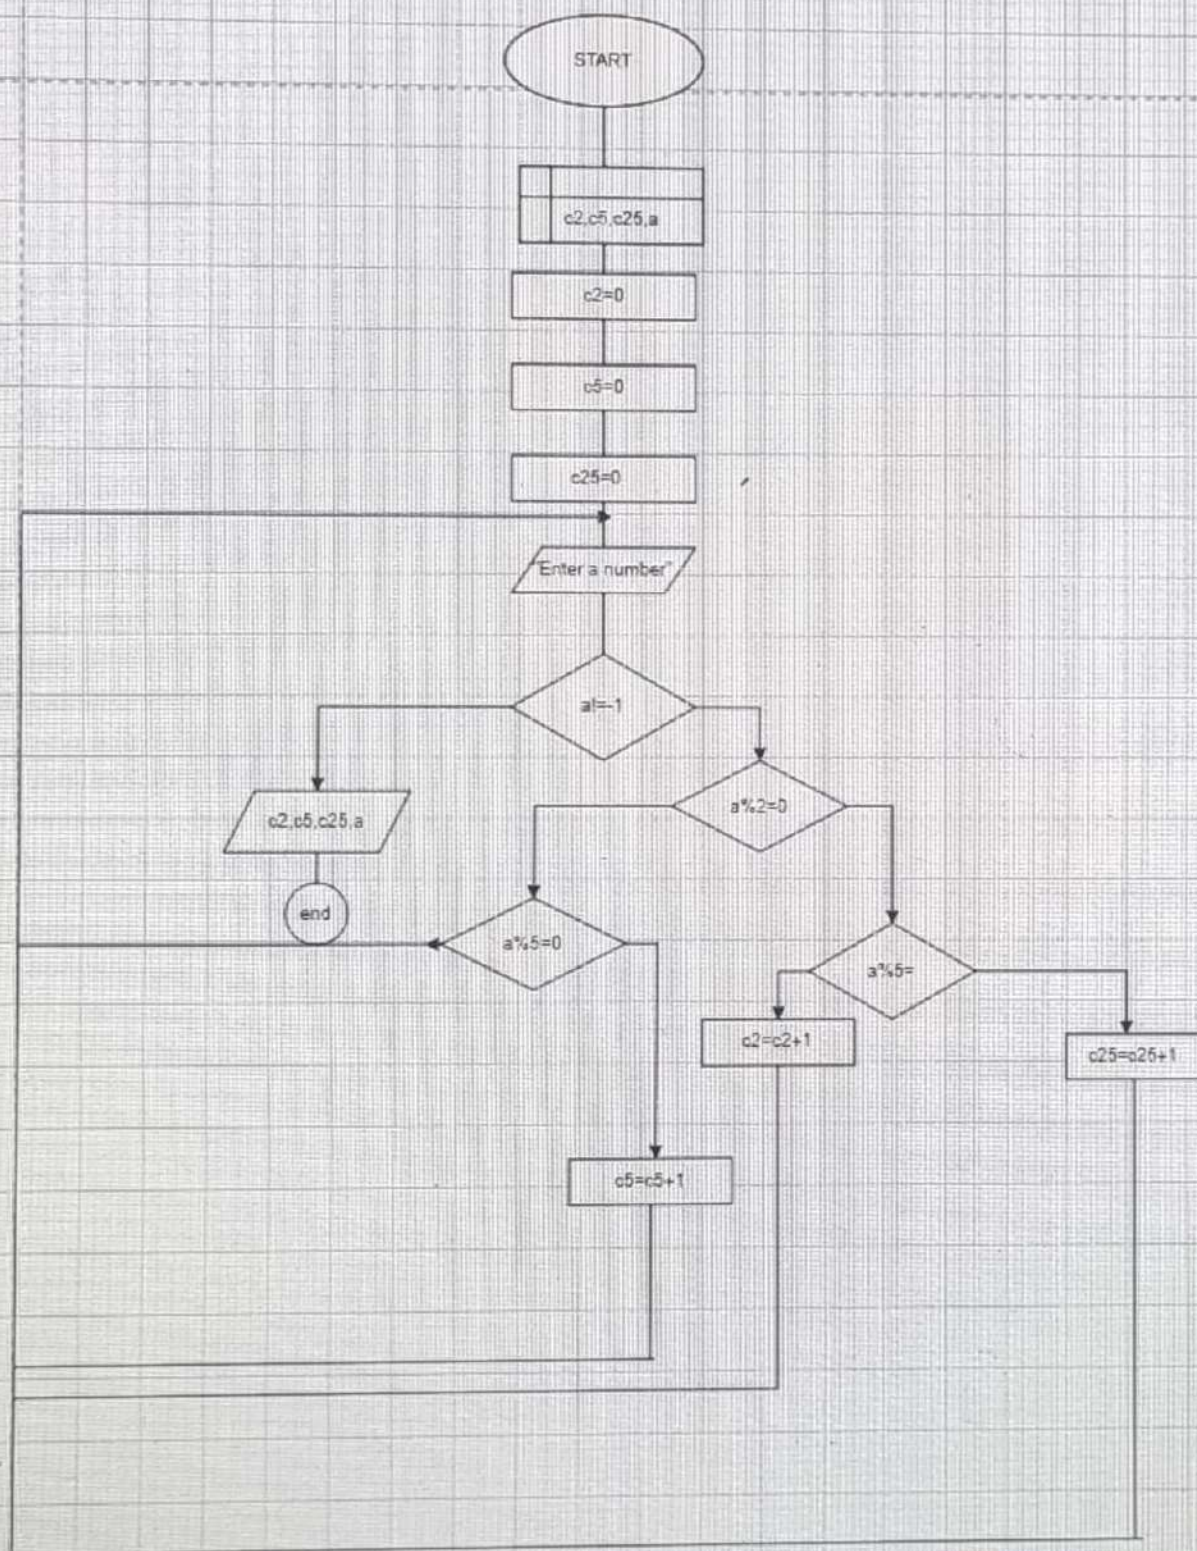 START
c2,c5,c25,a
c2=0
c5=0
c25=0
"Enter a number"
a!=-1
c2,c5,c25,a
a%2=0
end
a%5=0
a%5=
c2=c2+1
c25=c25+1
c5=c5+1